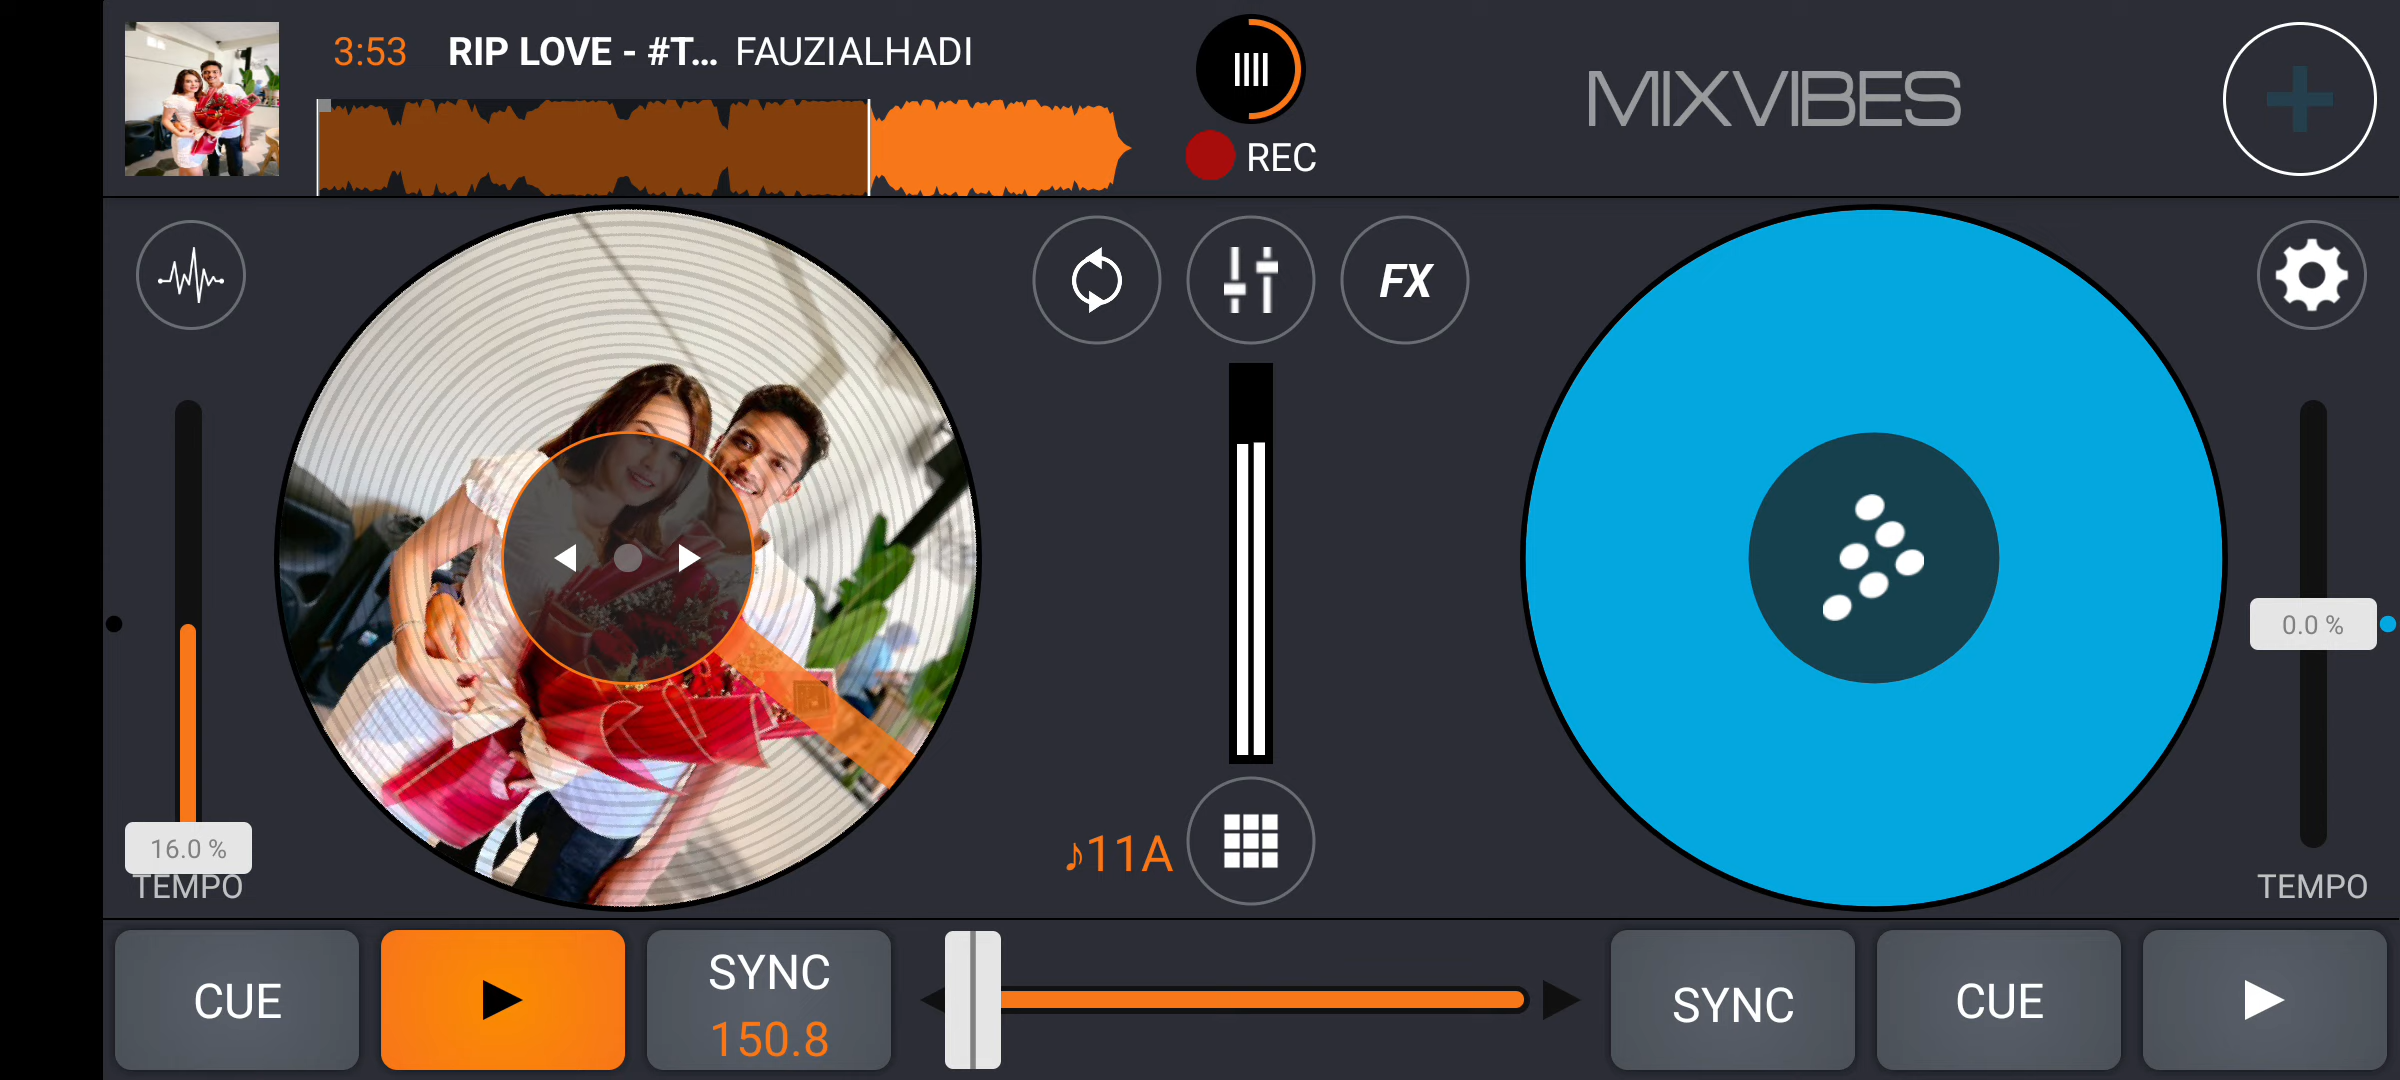 3:53 RIP LOVE - #T... FAUZIALHADI
REC
MIXVIBES
FX
16.0 %
TEMPO
♪11A
0.0 %
TEMPO
CUE
SYNC
150.8
SYNC
CUE